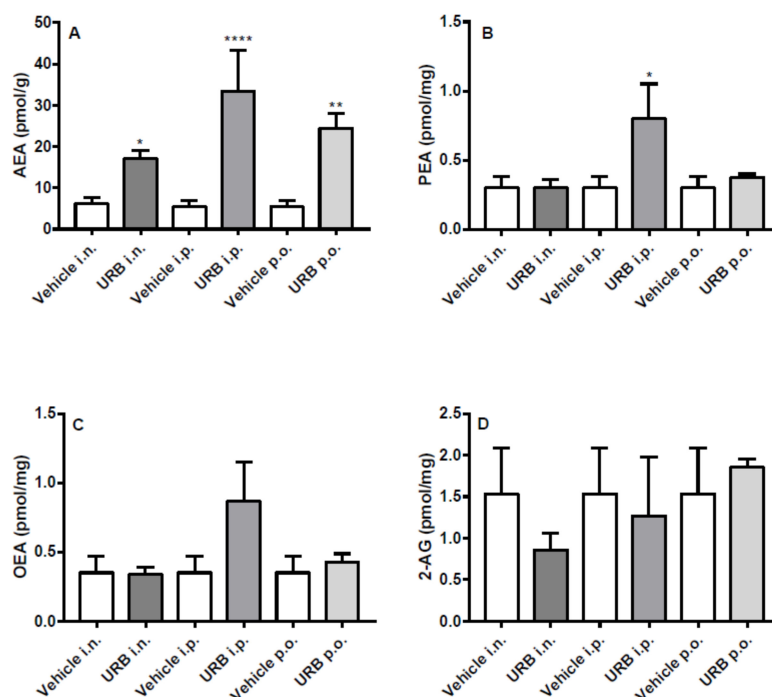 A
AEA (pmol/g)
50
40
30
20
10
0
*
****
**
Vehicle i.n.
URB i.n.
Vehicle i.p.
URB i.p.
Vehicle p.o.
URB p.o.
B
PEA (pmol/mg)
1.5
1.0
0.5
0.0
*
Vehicle i.n.
URB i.n.
Vehicle i.p.
URB i.p.
Vehicle p.o.
URB p.o.
C
OEA (pmol/mg)
1.5
1.0
0.5
0.0
Vehicle i.n.
URB i.n.
Vehicle i.p.
URB i.p.
Vehicle p.o.
URB p.o.
D
2-AG (pmol/mg)
2.5
2.0
1.5
1.0
0.5
0.0
Vehicle i.n.
URB i.n.
Vehicle i.p.
URB i.p.
Vehicle p.o.
URB p.o.